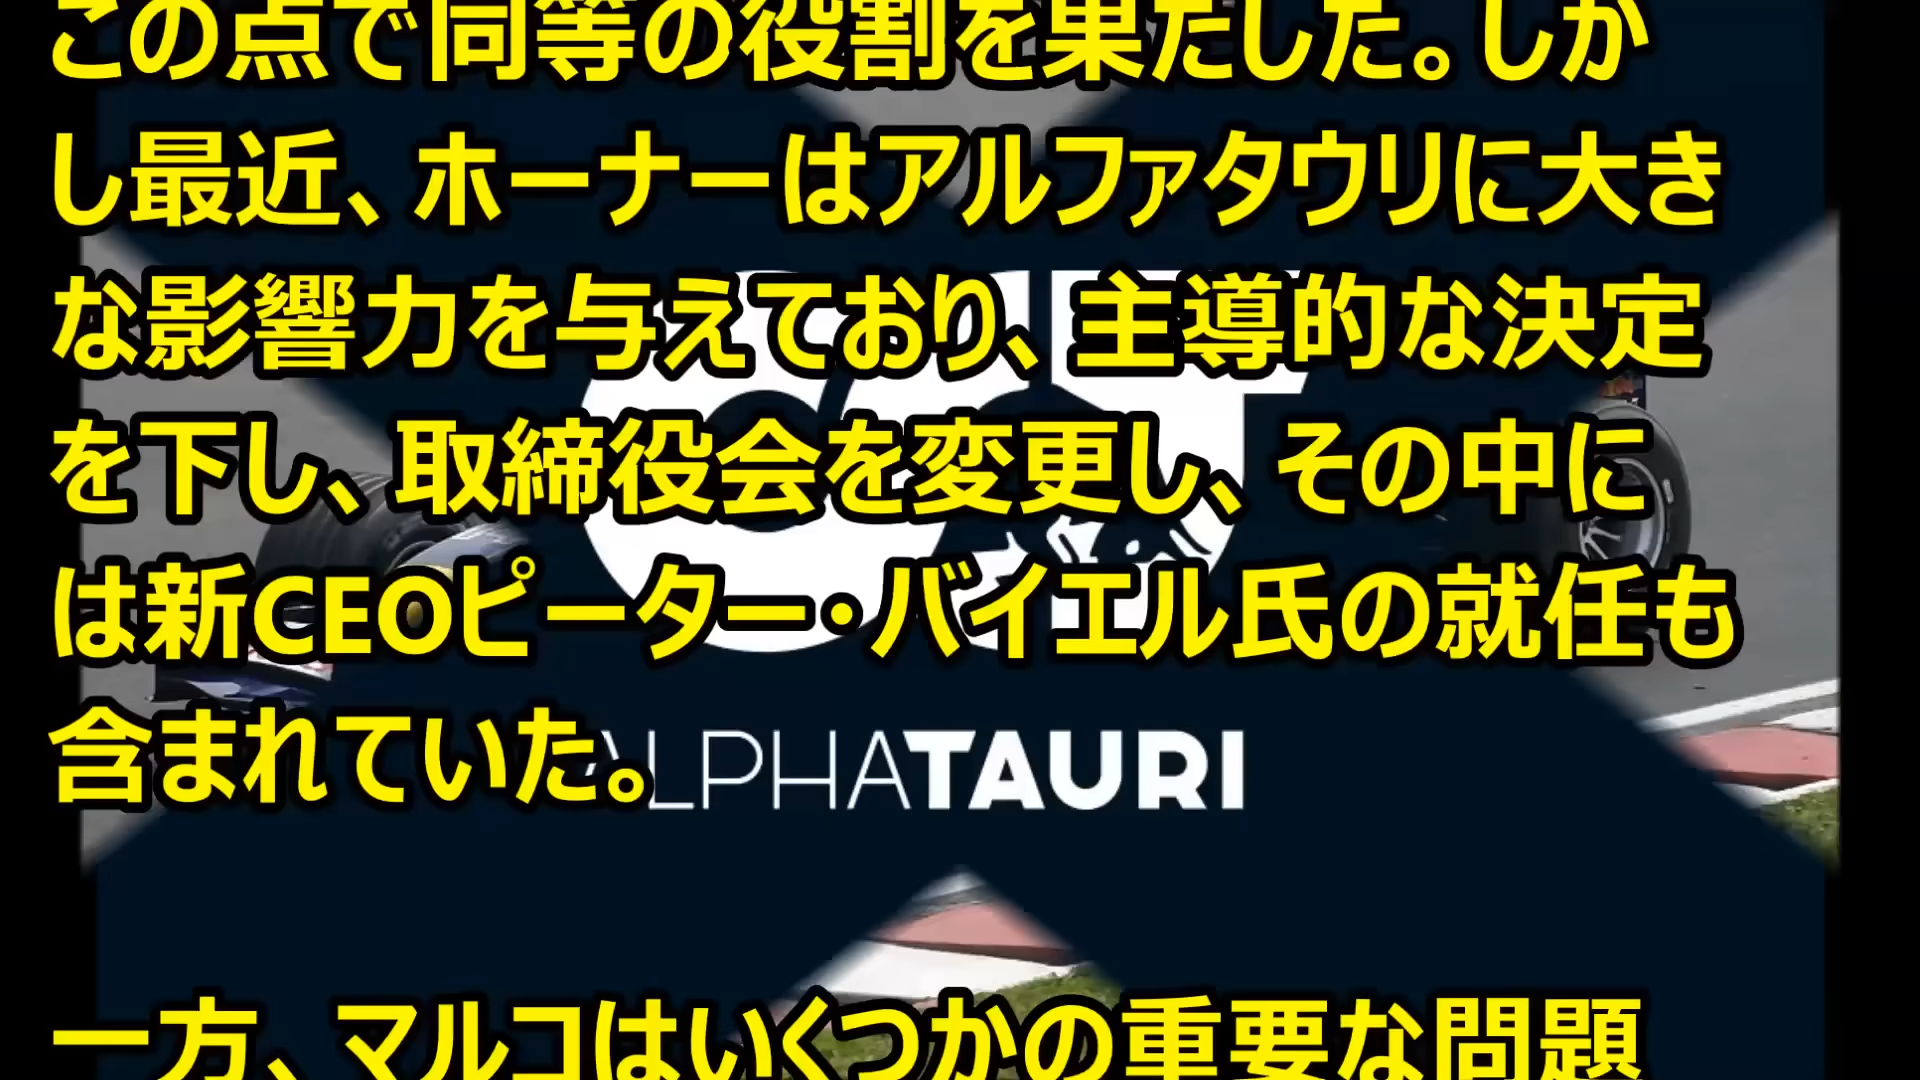 この点で同等の役割を果たした。しか
し最近、ホーナーはアルファタウリに大き
な影響力を与えており、主導的な決定
を下し、取締役会を変更し、その中に
は新CEOピーター・バイエル氏の就任も
含まれていた。
ALPHATAURI
一方、マルコはいくつかの重要な問題